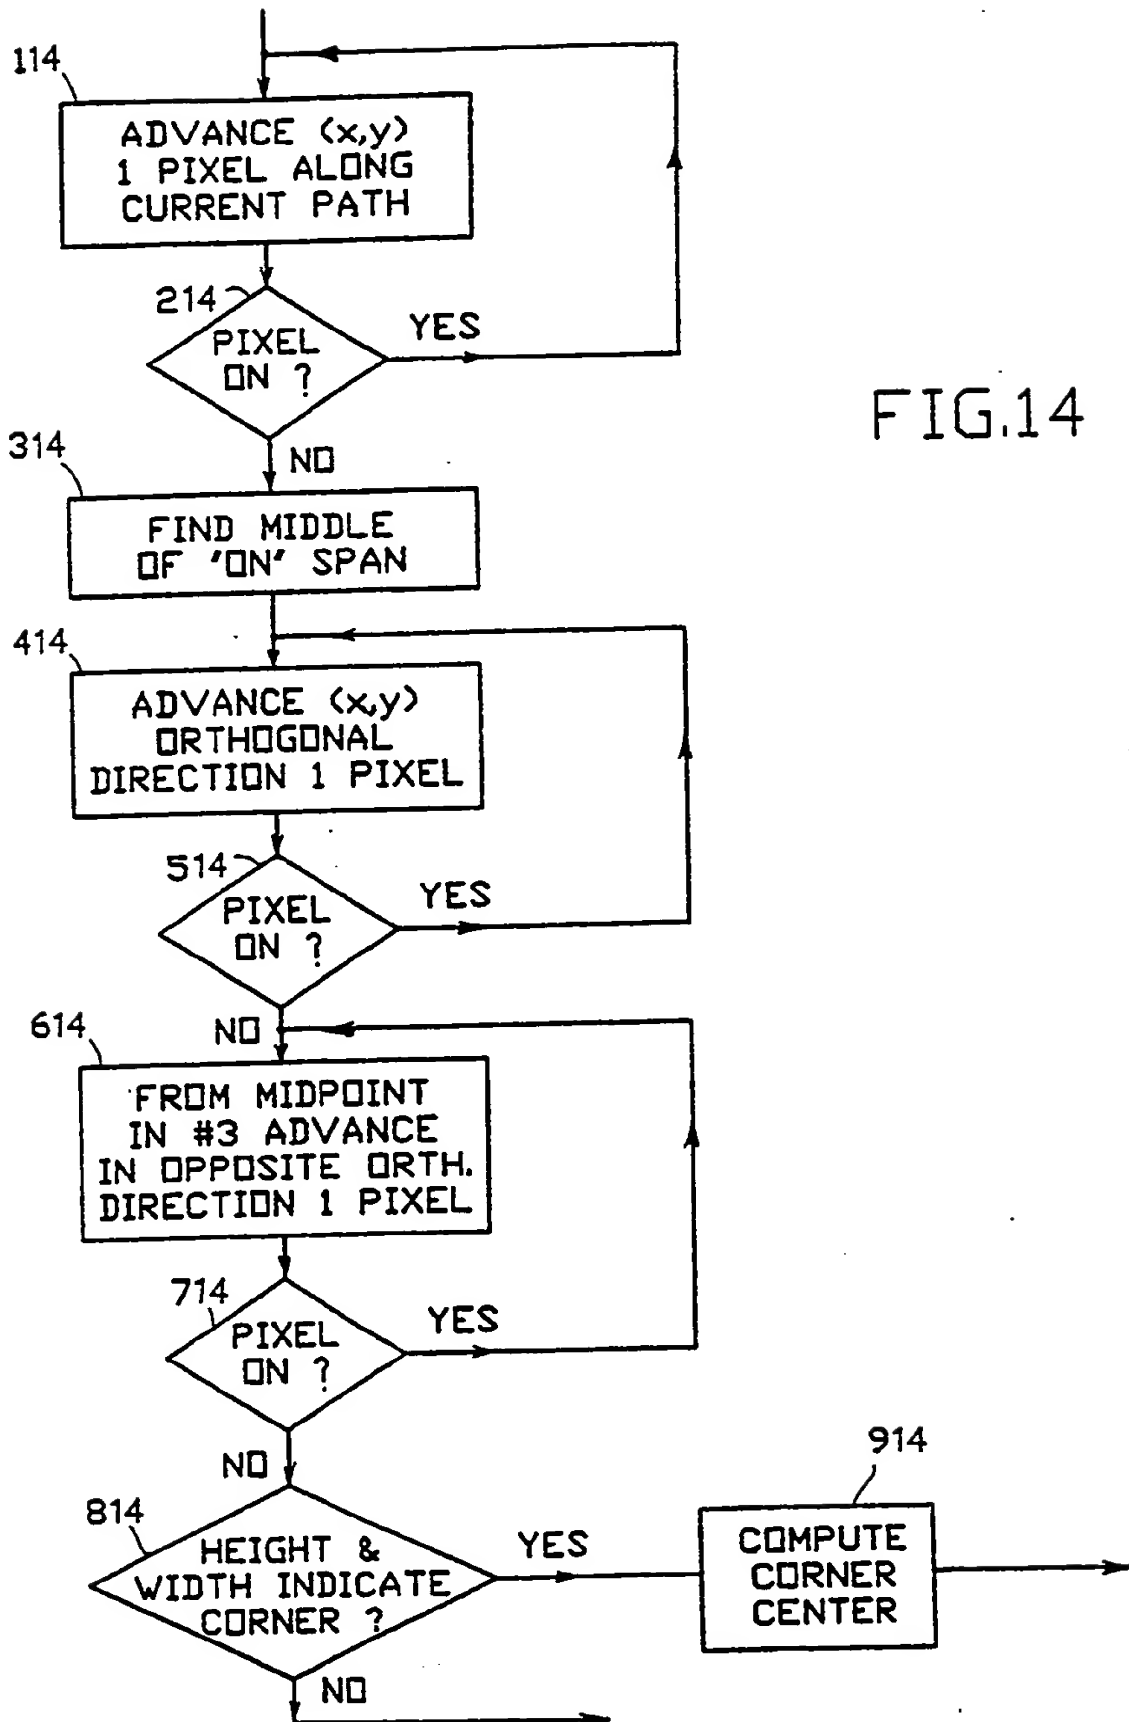 114
ADVANCE (x,y)
1 PIXEL ALONG
CURRENT PATH
214
PIXEL
ON ?
YES
FIG.14
NO
314
FIND MIDDLE
OF 'ON' SPAN
414
ADVANCE (x,y)
ORTHOGONAL
DIRECTION 1 PIXEL
514
PIXEL
ON ?
YES
NO
614
FROM MIDPOINT
IN #3 ADVANCE
IN OPPOSITE ORTH.
DIRECTION 1 PIXEL
714
PIXEL
ON ?
YES
NO
814
HEIGHT &
WIDTH INDICATE
CORNER ?
YES
914
COMPUTE
CORNER
CENTER
NO